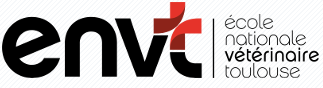 envt
école
nationale
vétérinaire
toulouse